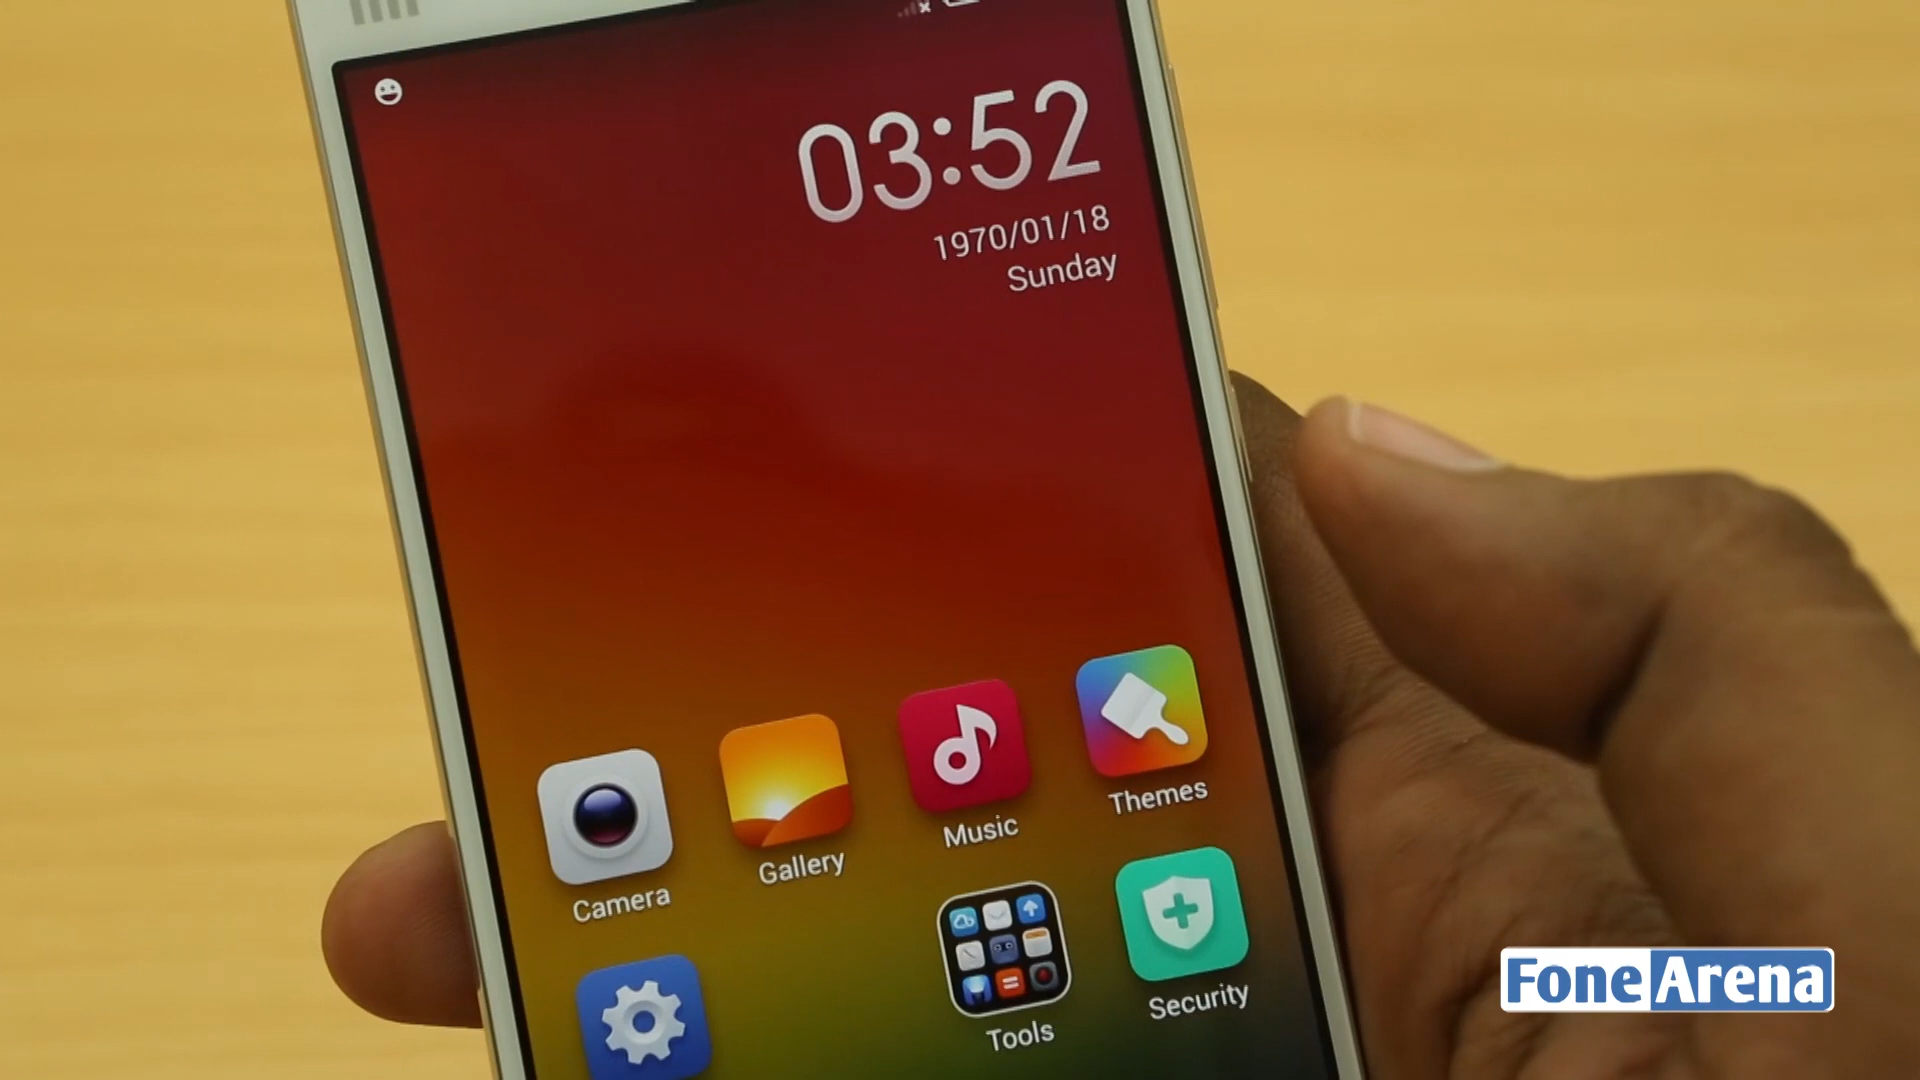 03:52
1970/01/18
Sunday
Camera
Gallery
Music
Themes
Tools
Security
FoneArena